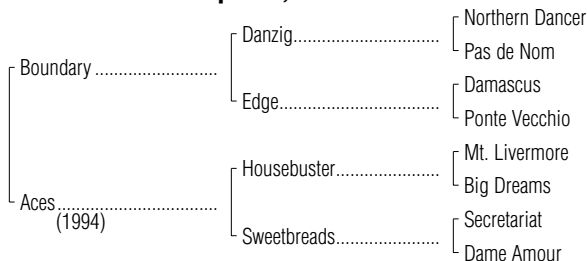 Northern Dancer
Danzig
Pas de Nom
Boundary
Damascus
Edge
Ponte Vecchio
Mt. Livermore
Housebuster
Big Dreams
Aces
(1994)
Secretariat
Sweetbreads
Dame Amour